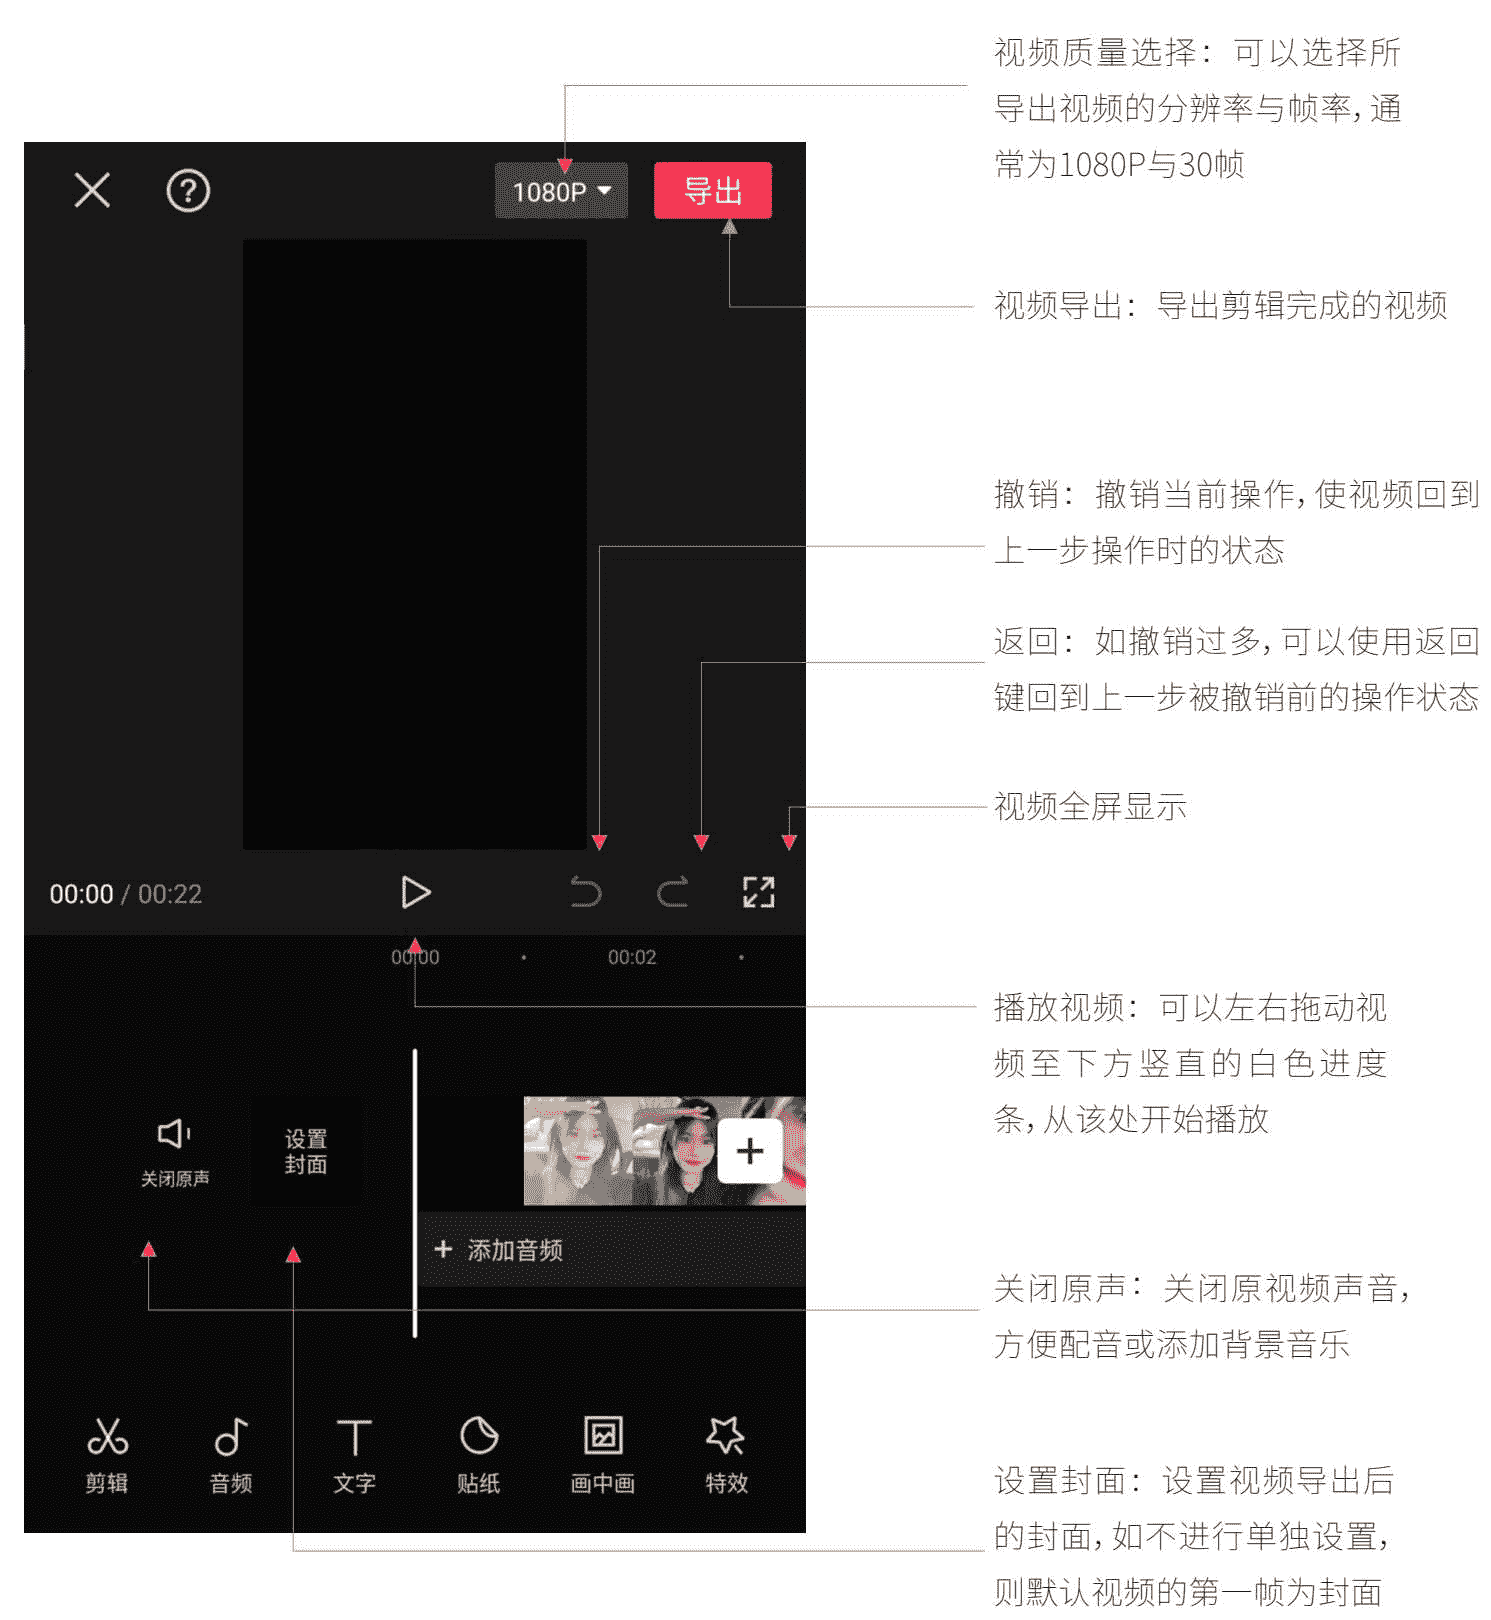 视频质量选择：可以选择所
导出视频的分辨率与帧率，通
常为1080P与30帧
1080P
导出
视频导出：导出剪辑完成的视频
撤销：撤销当前操作，使视频回到
上一步操作时的状态
返回：如撤销过多，可以使用返回
键回到上一步被撤销前的操作状态
视频全屏显示
00:00 / 00:22
00:00
00:02
播放视频：可以左右拖动视
频至下方竖直的白色进度
条，从该处开始播放
关闭原声
设置
封面
添加音频
关闭原声：关闭原视频声音，
方便配音或添加背景音乐
剪辑
音频
文字
贴纸
画中画
特效
设置封面：设置视频导出后
的封面，如不进行单独设置，
则默认视频的第一帧为封面